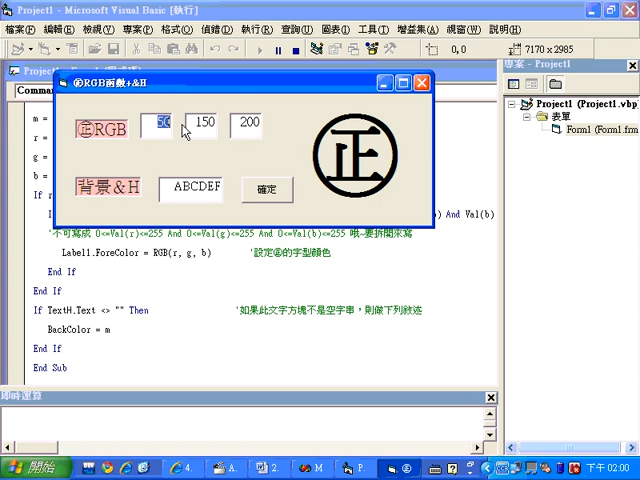 Project1 - Microsoft Visual Basic [執行]
檔案(F) 編輯(E) 檢視(V) 專案(P) 格式(O) 偵錯(D) 執行(R) 查詢(U) 圖表(I) 工具(T) 增益集(A) 視窗(W) 說明(H)
0, 0 7170 x 2985
專案 - Project1
㊣RGB函數+&H
Comman
㊣RGB 50 150 200
正
背景&H ABCDEF 確定
Project1 (Project1.vbp)
表單
Form1 (Form1.frm
m =
r =
g =
b =
If r
I ) And Val(b)
'不可寫成 0<=Val(r)<=255 And 0<=Val(g)<=255 And 0<=Val(b)<=255 哦~要拆開來寫
Label1.ForeColor = RGB(r, g, b) '設定㊣的字型顏色
End If
End If
If TextH.Text <> "" Then '如果此文字方塊不是空字串，則做下列敘述
BackColor = m
End If
End Sub
即時運算
開始 4. A. 2.. M P. ㊣ 下午 02:00